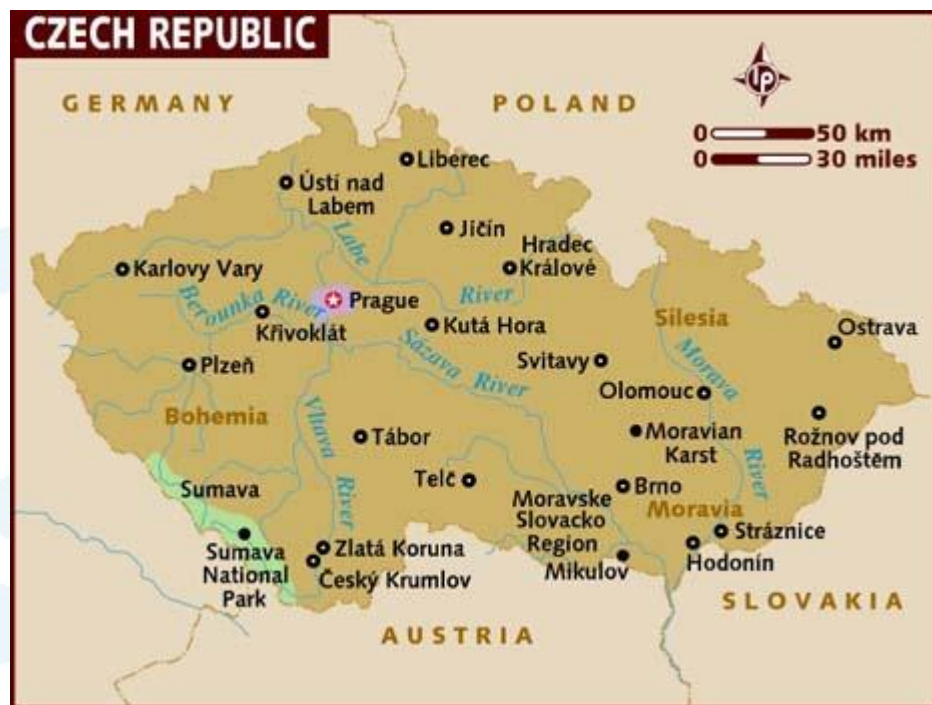 CZECH REPUBLIC
GERMANY
POLAND
LP
0 50 km
0 30 miles
Liberec
Ústí nad
Labem
Labe
Jičín
Hradec
Králové
Karlovy Vary
River
Berounka River
Prague
Křivoklát
Kutá Hora
Silesia
Ostrava
Sázava River
Svitavy
Morava
Plzeň
Olomouc
Bohemia
Vltava
Tábor
Moravian
Karst
Rožnov pod
Radhoštěm
River
Telč
Sumava
River
Brno
Moravske
Slovacko
Region
Moravia
Stráznice
Sumava
National
Park
Zlatá Koruna
Český Krumlov
Mikulov
Hodonín
SLOVAKIA
AUSTRIA